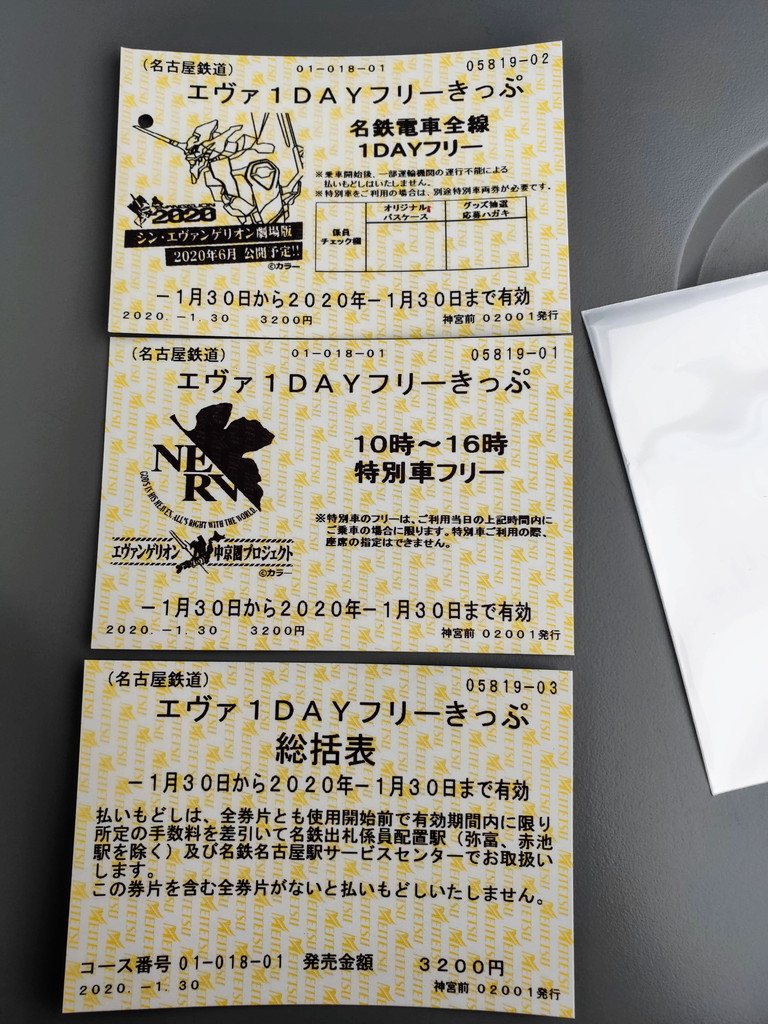 (名古屋鉄道)
01-018-01
05819-02
エヴァ1DAYフリーきっぷ
名鉄電車全線
1DAYフリー
※乗車開始後、一部運輸機関の運行不能による
払いもどしはいたしません。
※特別車をご利用の場合は、別途特別車両券が必要です。
係員
チェック欄
オリジナル
パスケース
グッズ抽選
応募ハガキ
2020
シン・エヴァンゲリオン劇場版
2020年6月 公開予定!!
©カラー
-1月30日から2020年-1月30日まで有効
2020.-1.30 3200円 神宮前 02001発行
(名古屋鉄道)
01-018-01
05819-01
エヴァ1DAYフリーきっぷ
NERV
GOD'S IN HIS HEAVEN. ALL'S RIGHT WITH THE WORLD.
10時～16時
特別車フリー
※特別車のフリーは、ご利用当日の上記時間内に
ご乗車の場合に限ります。特別車ご利用の際、
座席の指定はできません。
エヴァンゲリオン 中京圏プロジェクト
©カラー
-1月30日から2020年-1月30日まで有効
2020.-1.30 3200円 神宮前 02001発行
(名古屋鉄道)
05819-03
エヴァ1DAYフリーきっぷ
総括表
-1月30日から2020年-1月30日まで有効
払いもどしは、全券片とも使用開始前で有効期間内に限り
所定の手数料を差引いて名鉄出札係員配置駅(弥富、赤池
駅を除く)及び名鉄名古屋駅サービスセンターでお取扱い
します。
この券片を含む全券片がないと払いもどしいたしません。
コース番号 01-018-01 発売金額 3200円
2020.-1.30 神宮前 02001発行